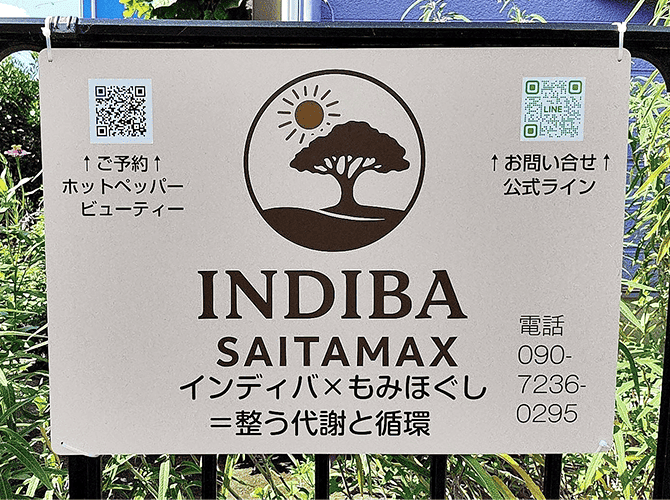 ↑ご予約↑
ホットペッパー
ビューティー
LINE
↑お問い合せ↑
公式ライン
INDIBA
SAITAMAX
インディバ×もみほぐし
=整う代謝と循環
電話
090-
7236-
0295